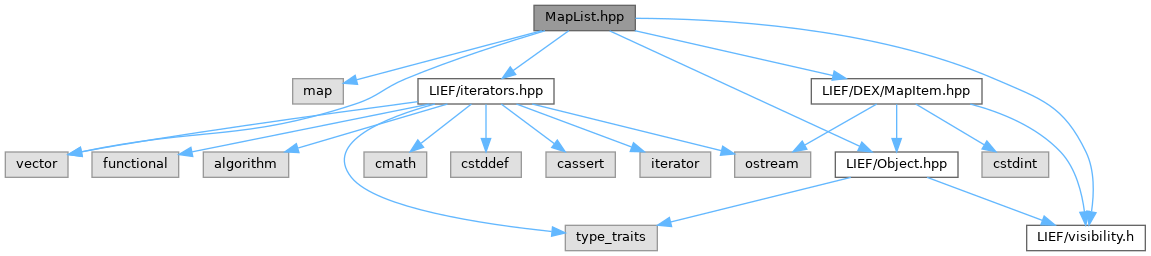 MapList.hpp
map
LIEF/iterators.hpp
LIEF/DEX/MapItem.hpp
vector
functional
algorithm
cmath
cstddef
cassert
iterator
ostream
LIEF/Object.hpp
cstdint
type_traits
LIEF/visibility.h